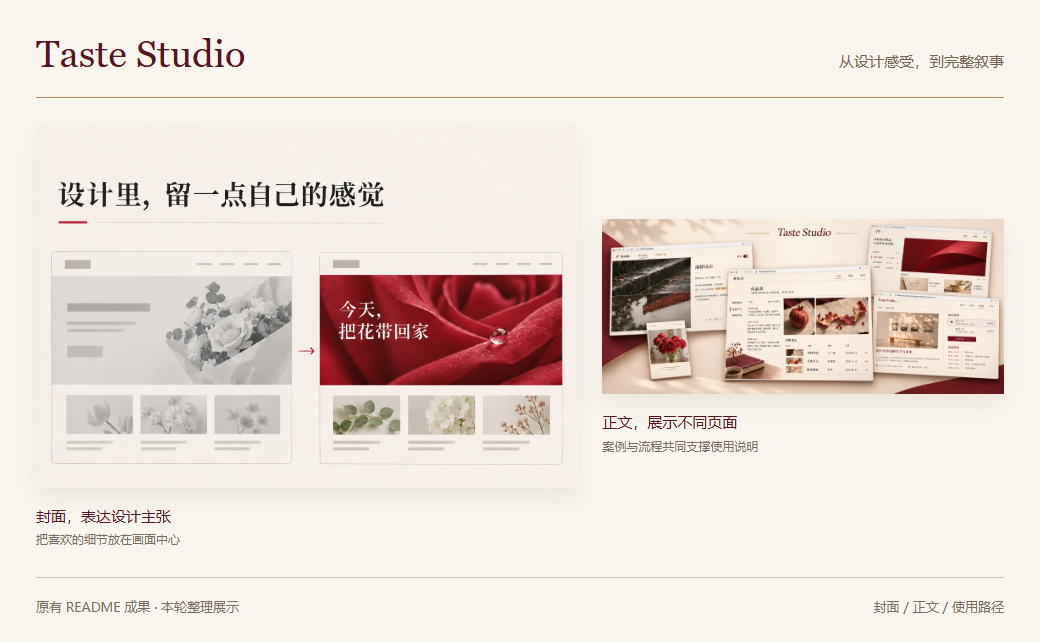 Taste Studio
从设计感受，到完整叙事
设计里，留一点自己的感觉
今天，
把花带回家
Taste Studio
封面，表达设计主张
把喜欢的细节放在画面中心
正文，展示不同页面
案例与流程共同支撑使用说明
原有 README 成果 · 本轮整理展示
封面 / 正文 / 使用路径